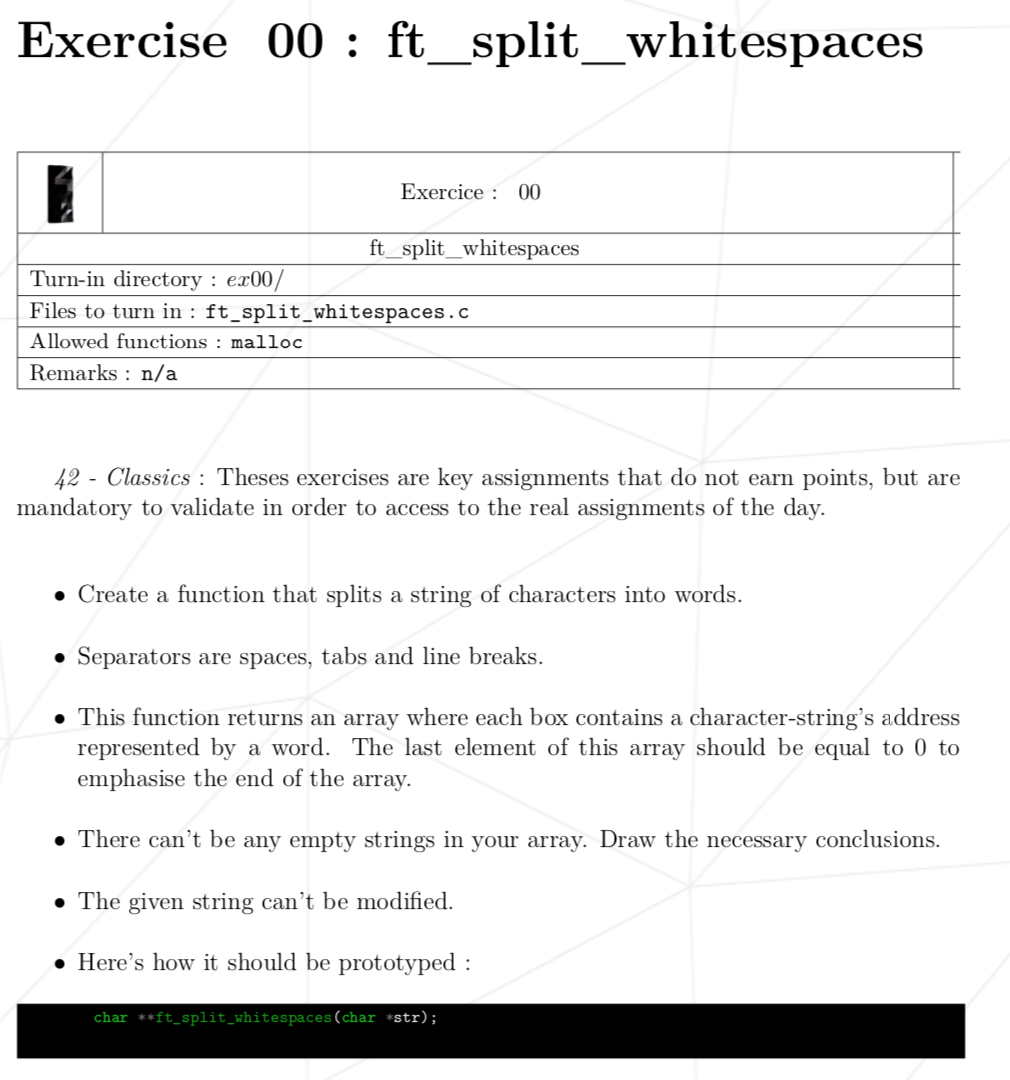 Exercise 00 : ft_split_whitespaces
Exercice : 00
ft_split_whitespaces
Turn-in directory : ex00/
Files to turn in : ft_split_whitespaces.c
Allowed functions : malloc
Remarks : n/a
42 - Classics : Theses exercises are key assignments that do not earn points, but are
mandatory to validate in order to access to the real assignments of the day.
• Create a function that splits a string of characters into words.
• Separators are spaces, tabs and line breaks.
• This function returns an array where each box contains a character-string's address
represented by a word. The last element of this array should be equal to 0 to
emphasise the end of the array.
• There can't be any empty strings in your array. Draw the necessary conclusions.
• The given string can't be modified.
• Here's how it should be prototyped :
char **ft_split_whitespaces(char *str);